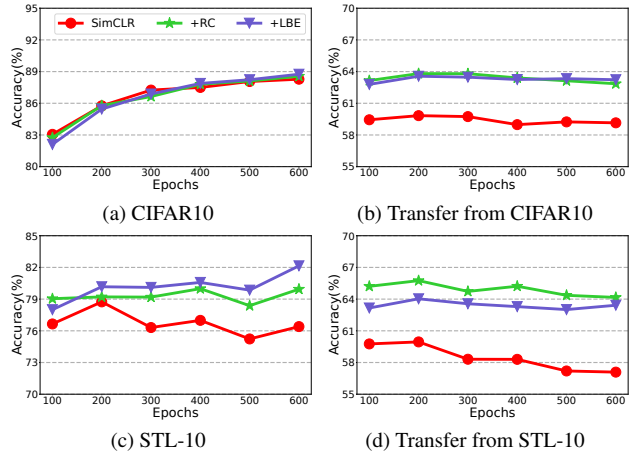 SimCLR +RC +LBE
Accuracy(%)
95
92
89
86
83
80
100 200 300 400 500 600
Epochs
(a) CIFAR10
Accuracy(%)
70
67
64
61
58
55
100 200 300 400 500 600
Epochs
(b) Transfer from CIFAR10
Accuracy(%)
85
82
79
76
73
70
100 200 300 400 500 600
Epochs
(c) STL-10
Accuracy(%)
70
67
64
61
58
55
100 200 300 400 500 600
Epochs
(d) Transfer from STL-10